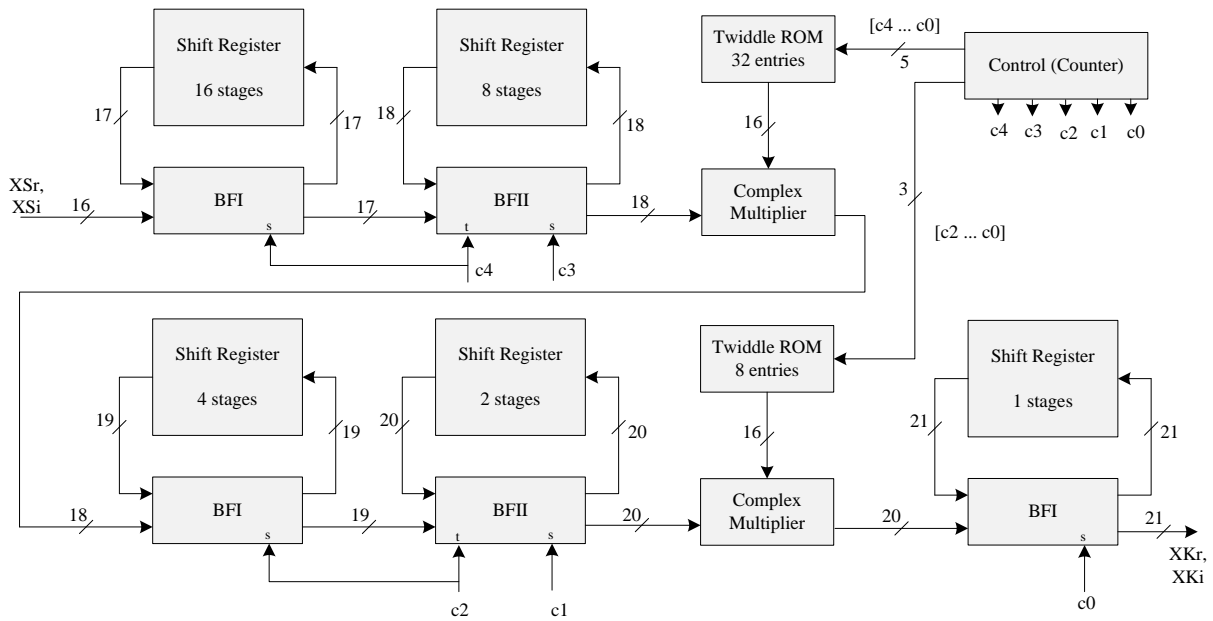 Shift Register
16 stages
Shift Register
8 stages
Twiddle ROM
32 entries
[c4 ... c0]
5
Control (Counter)
c4
c3
c2
c1
c0
17
17
18
18
16
XSr,
XSi
16
BFI
s
17
BFII
t
s
18
Complex
Multiplier
3
[c2 ... c0]
c4
c3
Shift Register
4 stages
Shift Register
2 stages
Twiddle ROM
8 entries
Shift Register
1 stages
19
19
20
20
16
21
21
18
BFI
s
19
BFII
t
s
20
Complex
Multiplier
20
BFI
s
21
XKr,
XKi
c2
c1
c0